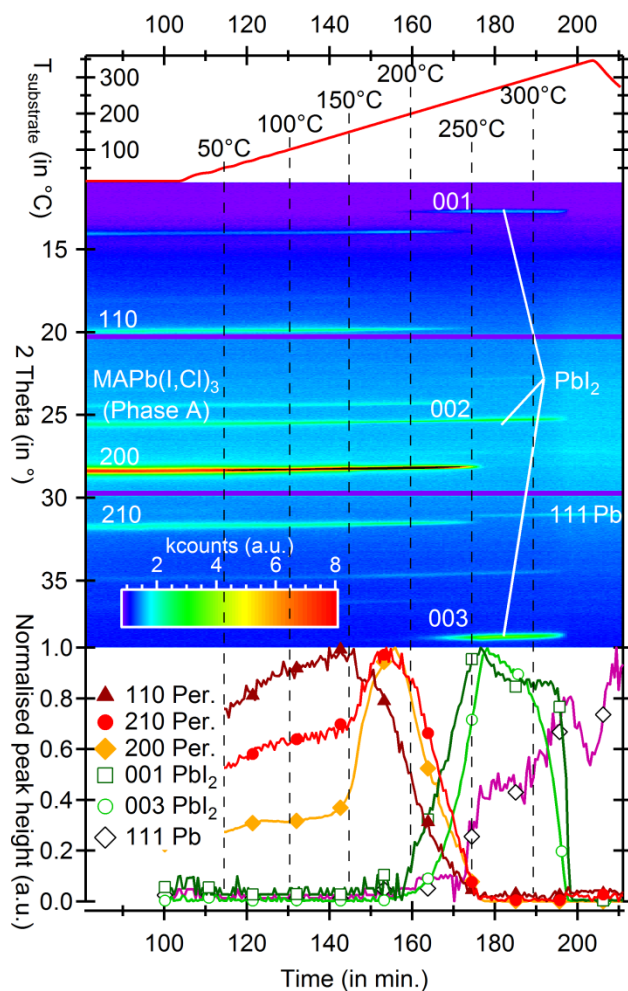 100 120 140 160 180 200
T substrate (in °C)
300
200
100
50°C
100°C
150°C
200°C
250°C
300°C
2 Theta (in °)
15
20
25
30
35
001
110
MAPb(I,Cl)3
(Phase A)
002
PbI2
200
210
111 Pb
kcounts (a.u.)
2 4 6 8
003
Normalised peak height (a.u.)
1.0
0.8
0.6
0.4
0.2
0.0
110 Per.
210 Per.
200 Per.
001 PbI2
003 PbI2
111 Pb
100 120 140 160 180 200
Time (in min.)